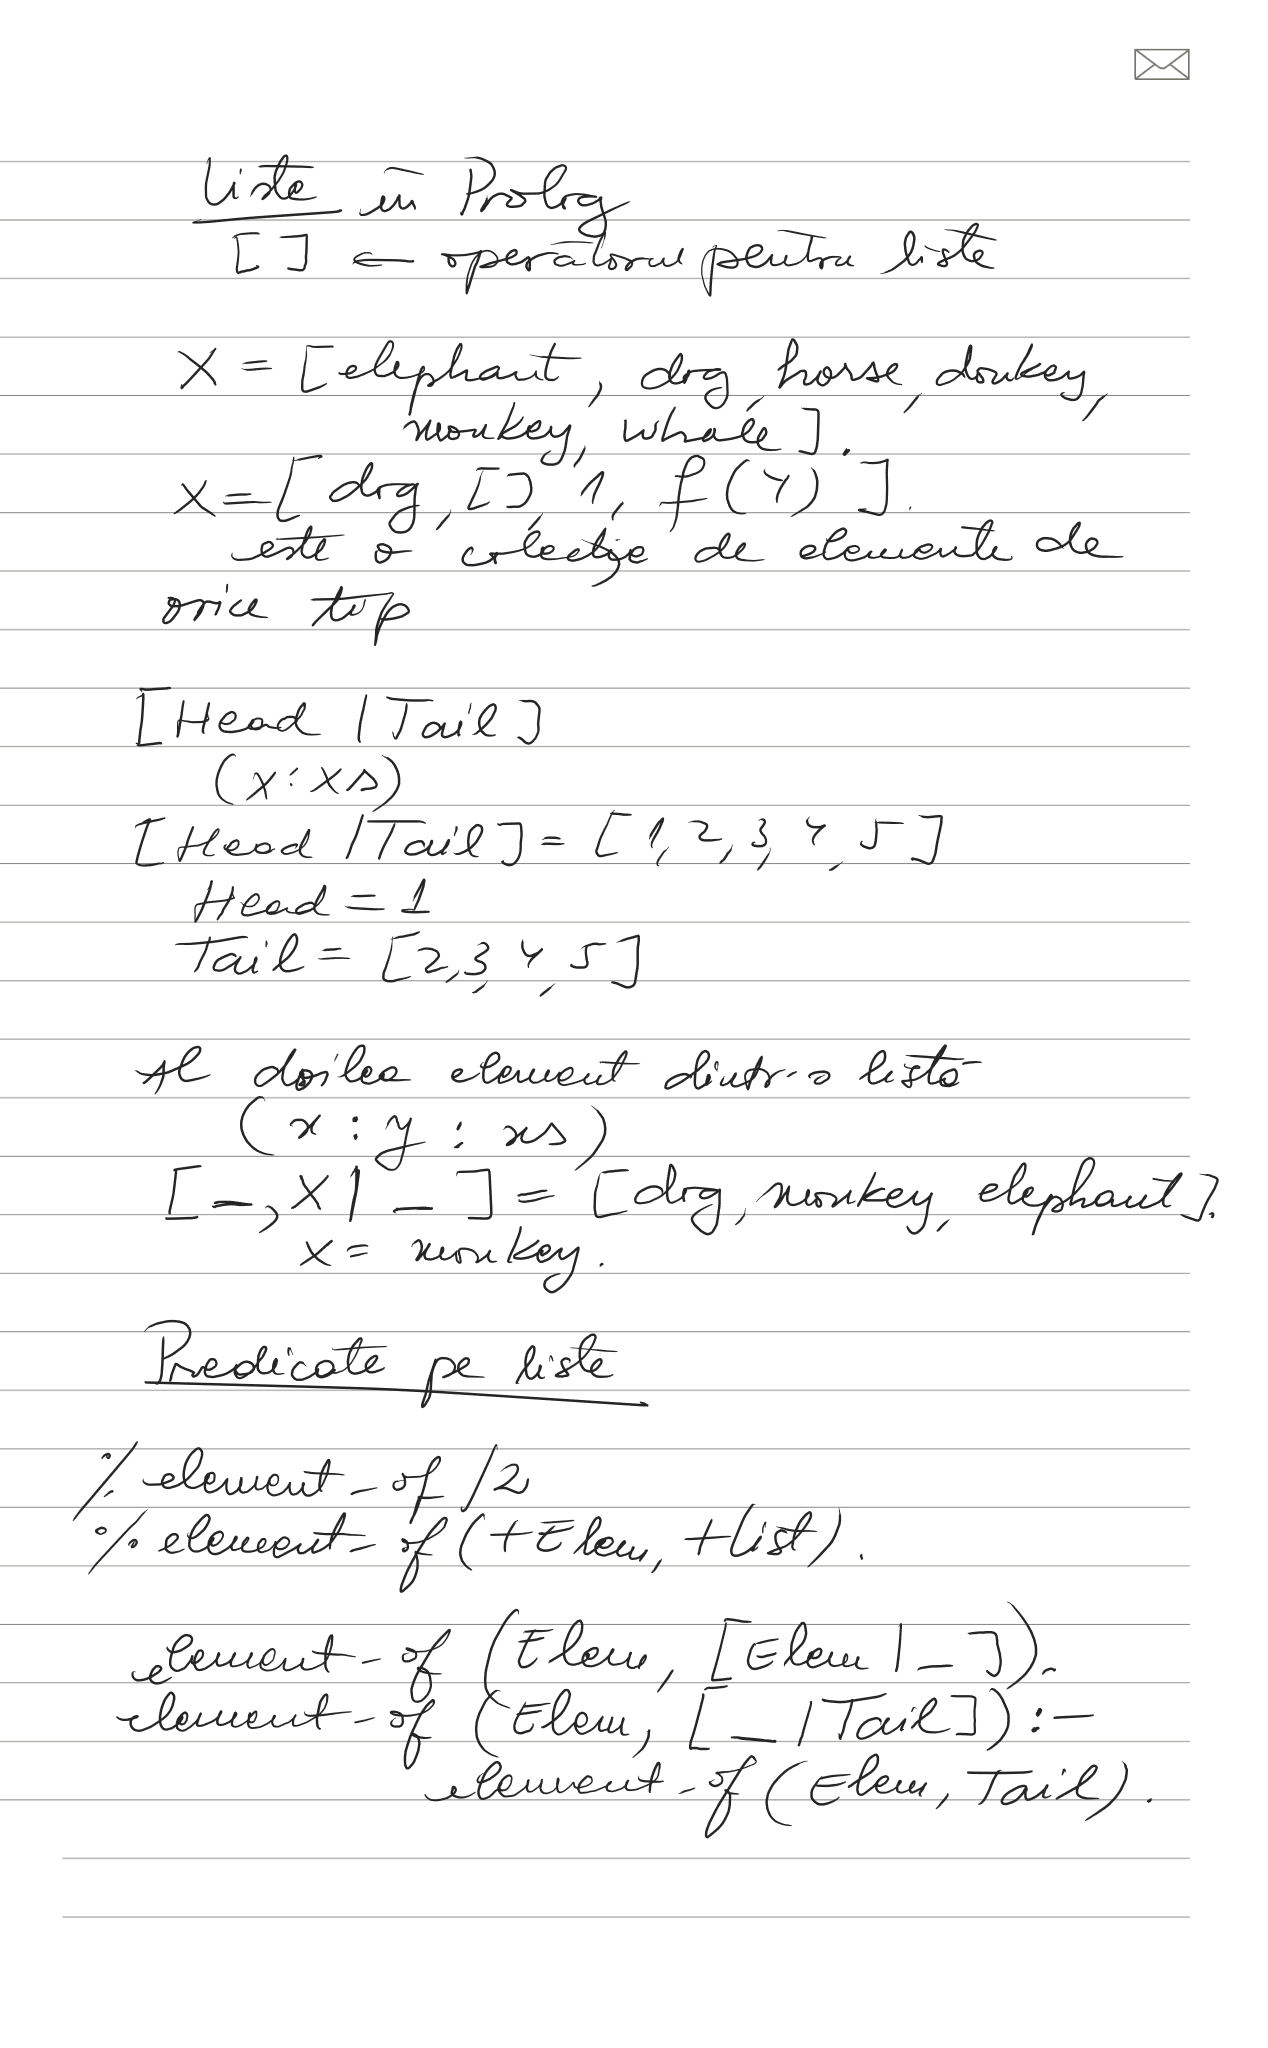 Liste în Prolog
[ ] ← operatorul pentru liste
X = [elephant, dog, horse, donkey,
monkey, whale].
X = [dog, [], 1, f(Y)].
este o colecție de elemente de
orice tip
[Head | Tail]
(x:xs)
[Head | Tail] = [1, 2, 3, 4, 5]
Head = 1
Tail = [2, 3, 4, 5]
Al doilea element dintr-o listă
(x : y : xs)
[_, X | _] = [dog, monkey, elephant].
X = monkey.
Predicate pe liste
% element_of /2
% element_of (+Elem, +List).
element_of (Elem, [Elem | _]).
element_of (Elem, [_ | Tail]) :-
element_of (Elem, Tail).